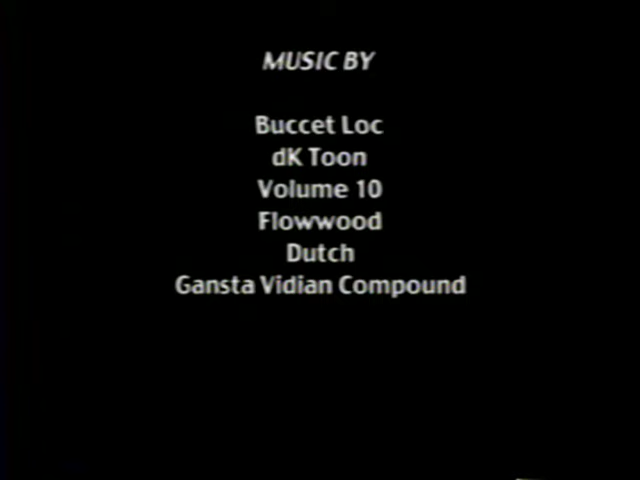 MUSIC BY
Buccet Loc
dK Toon
Volume 10
Flowwood
Dutch
Gansta Vidian Compound